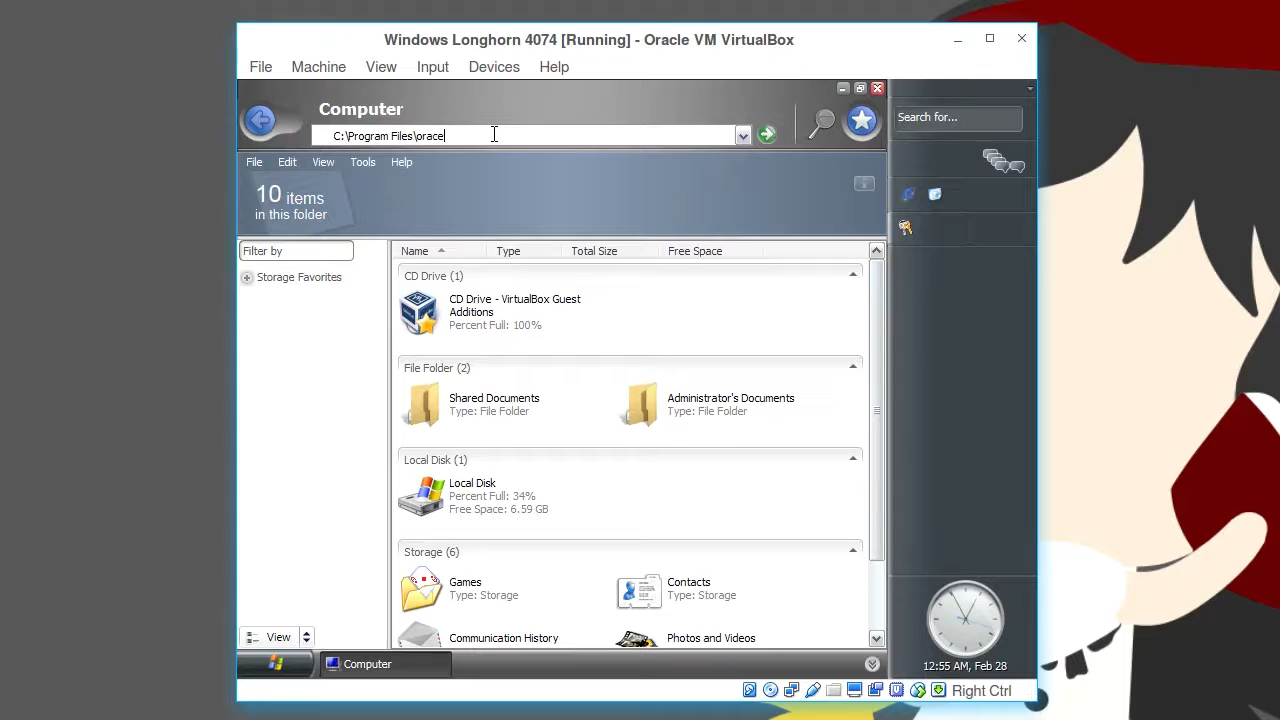 Windows Longhorn 4074 [Running] - Oracle VM VirtualBox
File Machine View Input Devices Help
Computer
C:\Program Files\orace
Search for...
File Edit View Tools Help
10 items
in this folder
Filter by
Name Type Total Size Free Space
Storage Favorites
CD Drive (1)
CD Drive - VirtualBox Guest
Additions
Percent Full: 100%
File Folder (2)
Shared Documents
Type: File Folder
Administrator's Documents
Type: File Folder
Local Disk (1)
Local Disk
Percent Full: 34%
Free Space: 6.59 GB
Storage (6)
Games
Type: Storage
Contacts
Type: Storage
Communication History
Photos and Videos
View
Computer
12:55 AM, Feb 28
Right Ctrl